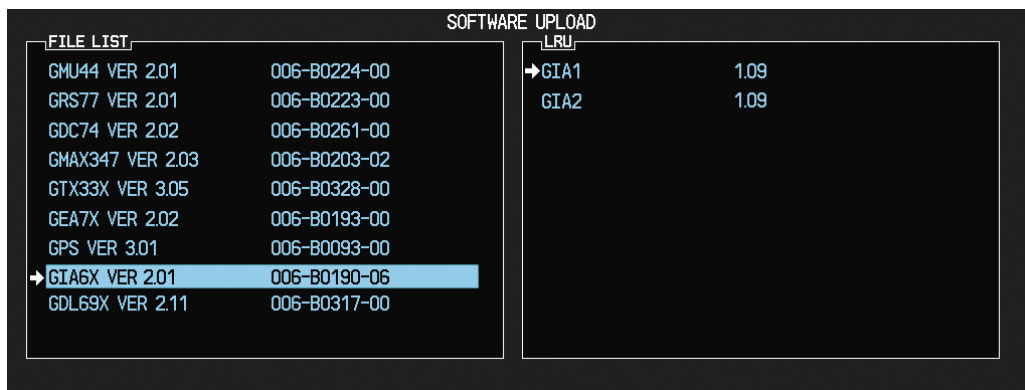 SOFTWARE UPLOAD
FILE LIST
GMU44 VER 2.01 006-B0224-00
GRS77 VER 2.01 006-B0223-00
GDC74 VER 2.02 006-B0261-00
GMAX347 VER 2.03 006-B0203-02
GTX33X VER 3.05 006-B0328-00
GEA7X VER 2.02 006-B0193-00
GPS VER 3.01 006-B0093-00
GIA6X VER 2.01 006-B0190-06
GDL69X VER 2.11 006-B0317-00
LRU
GIA1 1.09
GIA2 1.09